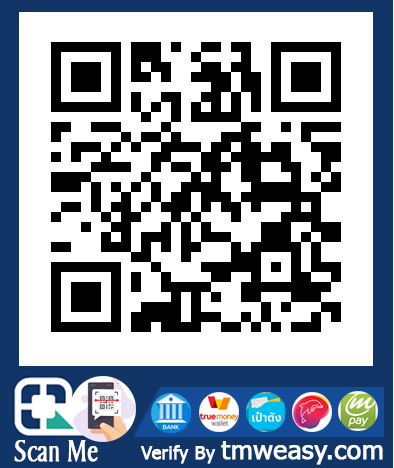 BANK
truemoney
wallet
เป๋าตัง
pay
Scan Me
Verify By tmweasy.com